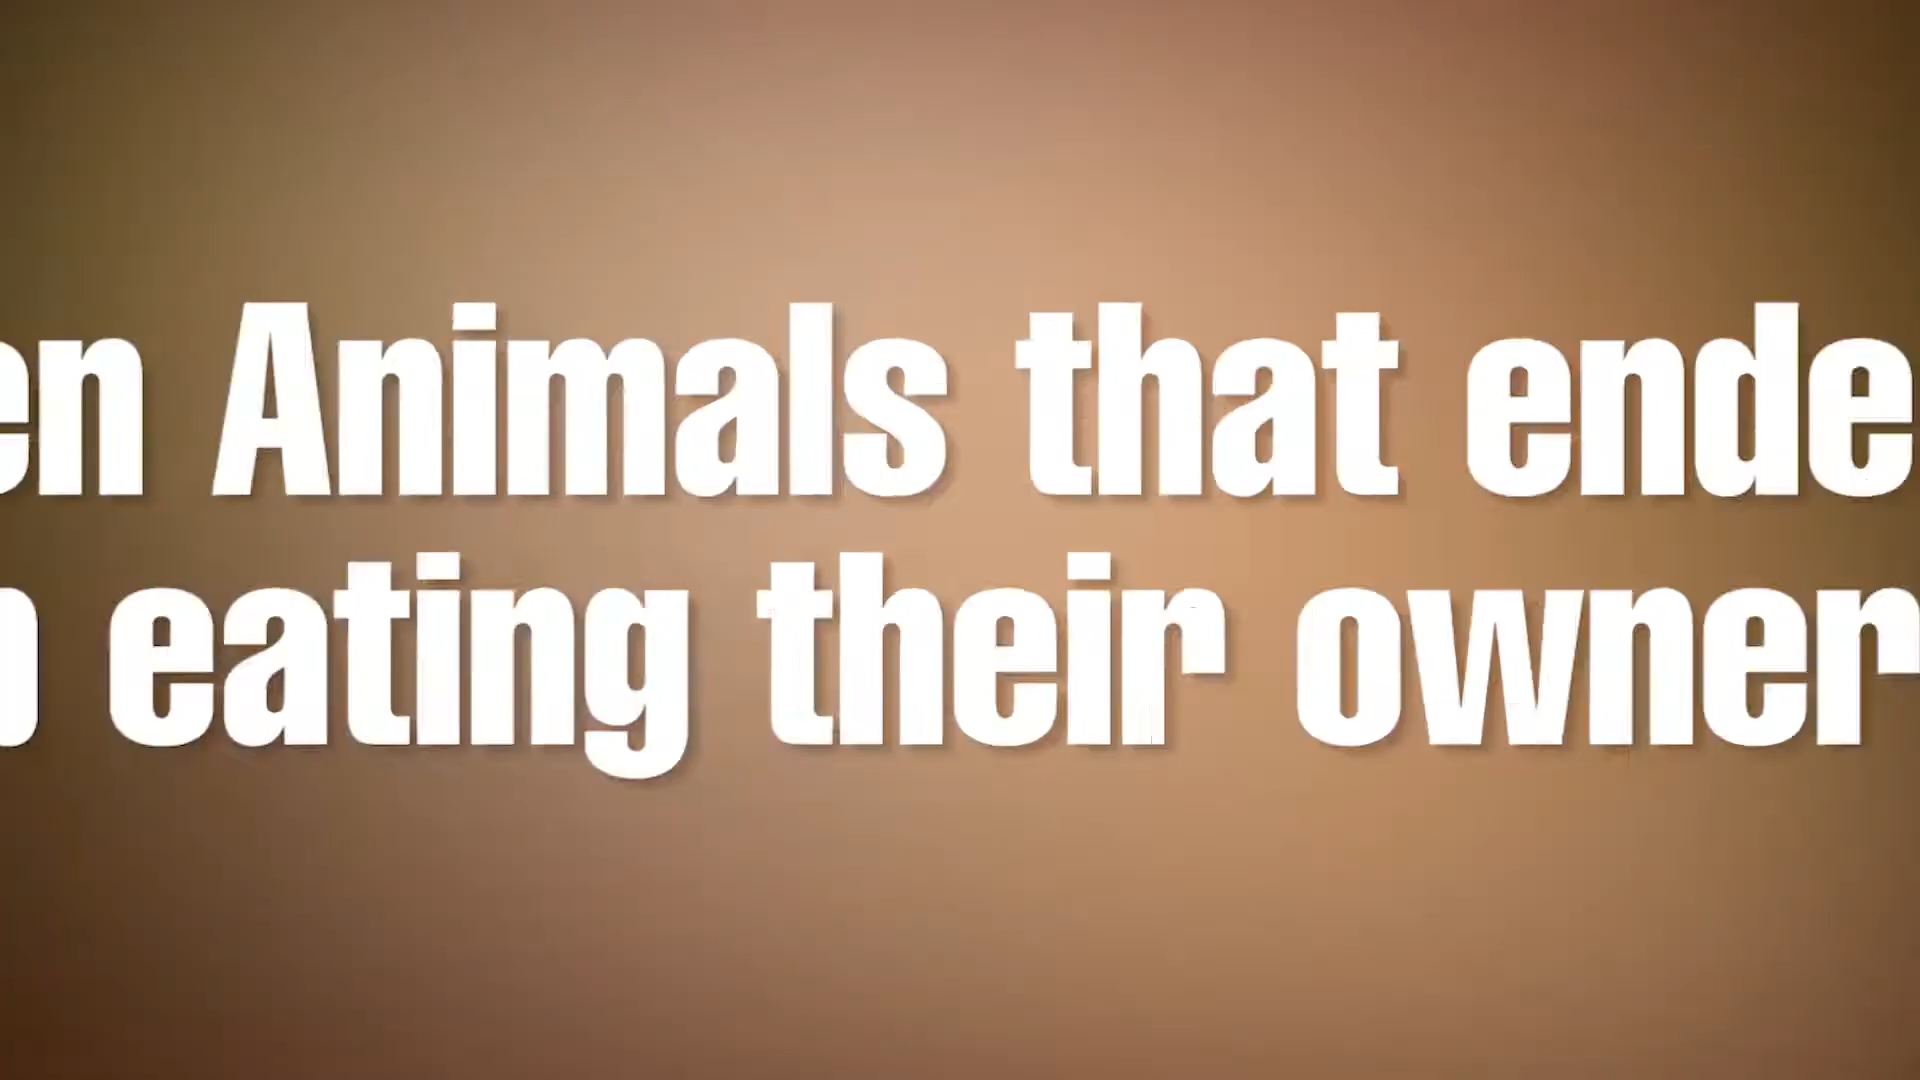 en Animals that ende
p eating their owner